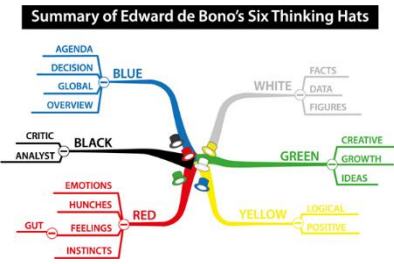 Summary of Edward de Bono's Six Thinking Hats
AGENDA
DECISION
GLOBAL
OVERVIEW
BLUE
CRITIC
ANALYST
BLACK
EMOTIONS
HUNCHES
GUT
FEELINGS
INSTINCTS
RED
WHITE
FACTS
DATA
FIGURES
GREEN
CREATIVE
GROWTH
IDEAS
YELLOW
LOGICAL
POSITIVE